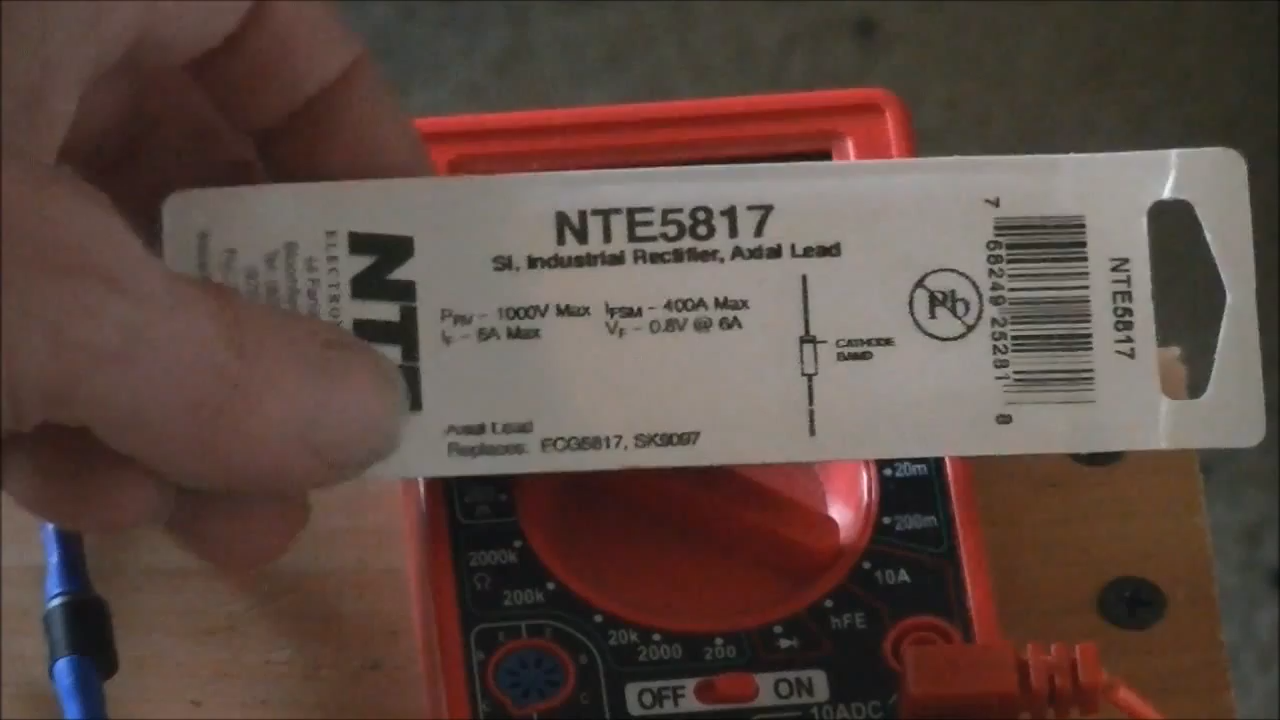 NTE5817
SI, Industrial Rectifier, Axial Lead
PRV - 1000V Max IFSM - 400A Max
IF - 6A Max VF - 0.8V @ 6A
CATHODE
BAND
Axial Lead
Replaces: ECG5817, SK9097
NTE
Pb
7 68249 25281 8
NTE5817
20m
200m
10A
hFE
2000k
Ω
200k
20k
2000
200
OFF
ON
10ADC